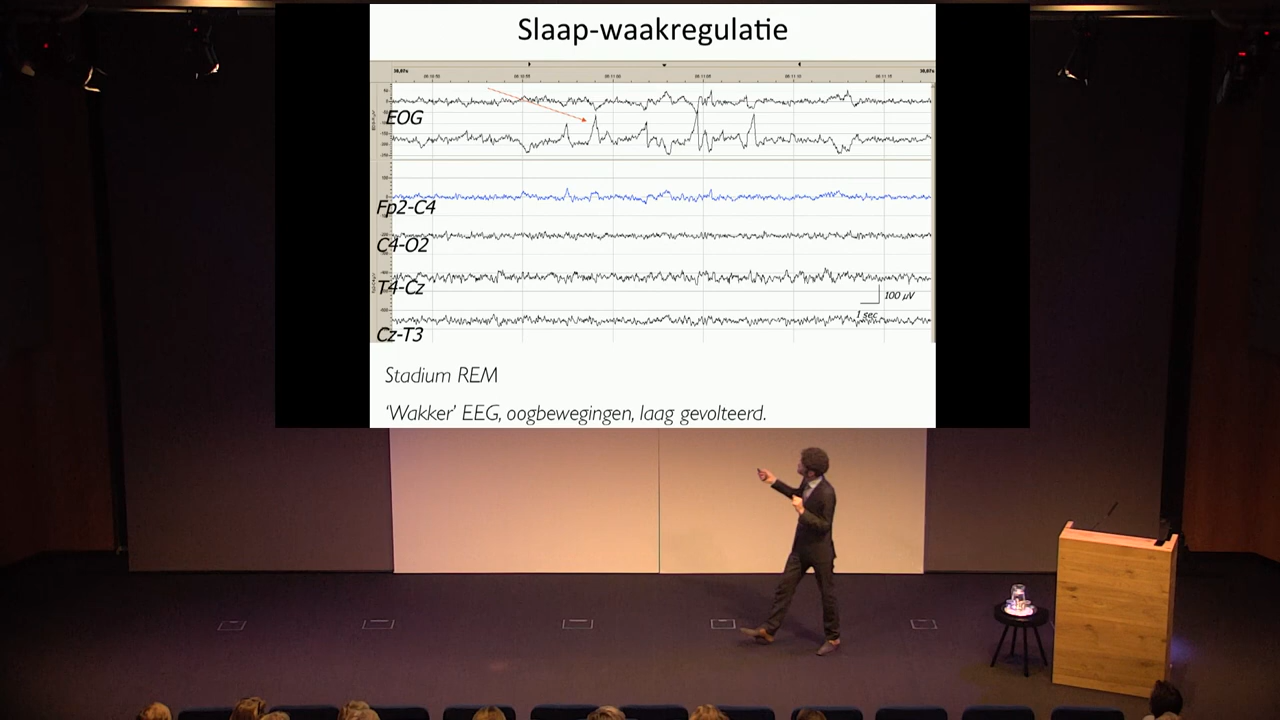 Slaap-waakregulatie
EOG
Fp2-C4
C4-O2
T4-Cz
100 µV
1 sec
Cz-T3
Stadium REM
‘Wakker’ EEG, oogbewegingen, laag gevolteerd.